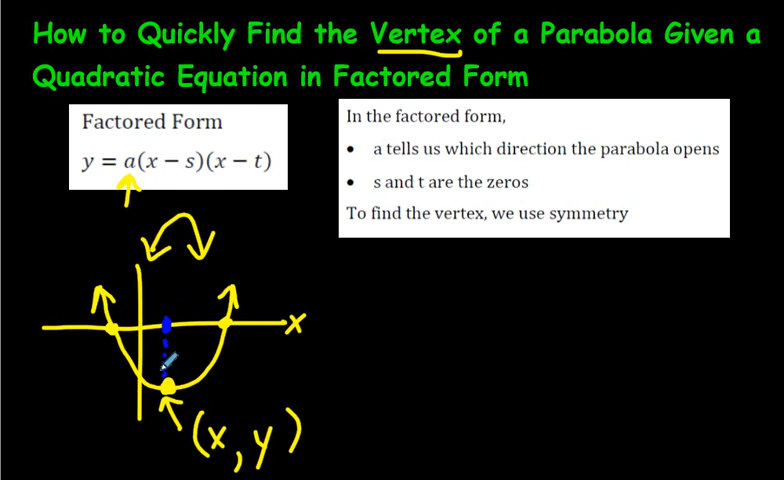 How to Quickly Find the Vertex of a Parabola Given a
Quadratic Equation in Factored Form
Factored Form
y = a(x − s)(x − t)
In the factored form,
• a tells us which direction the parabola opens
• s and t are the zeros
To find the vertex, we use symmetry
x
(x, y)